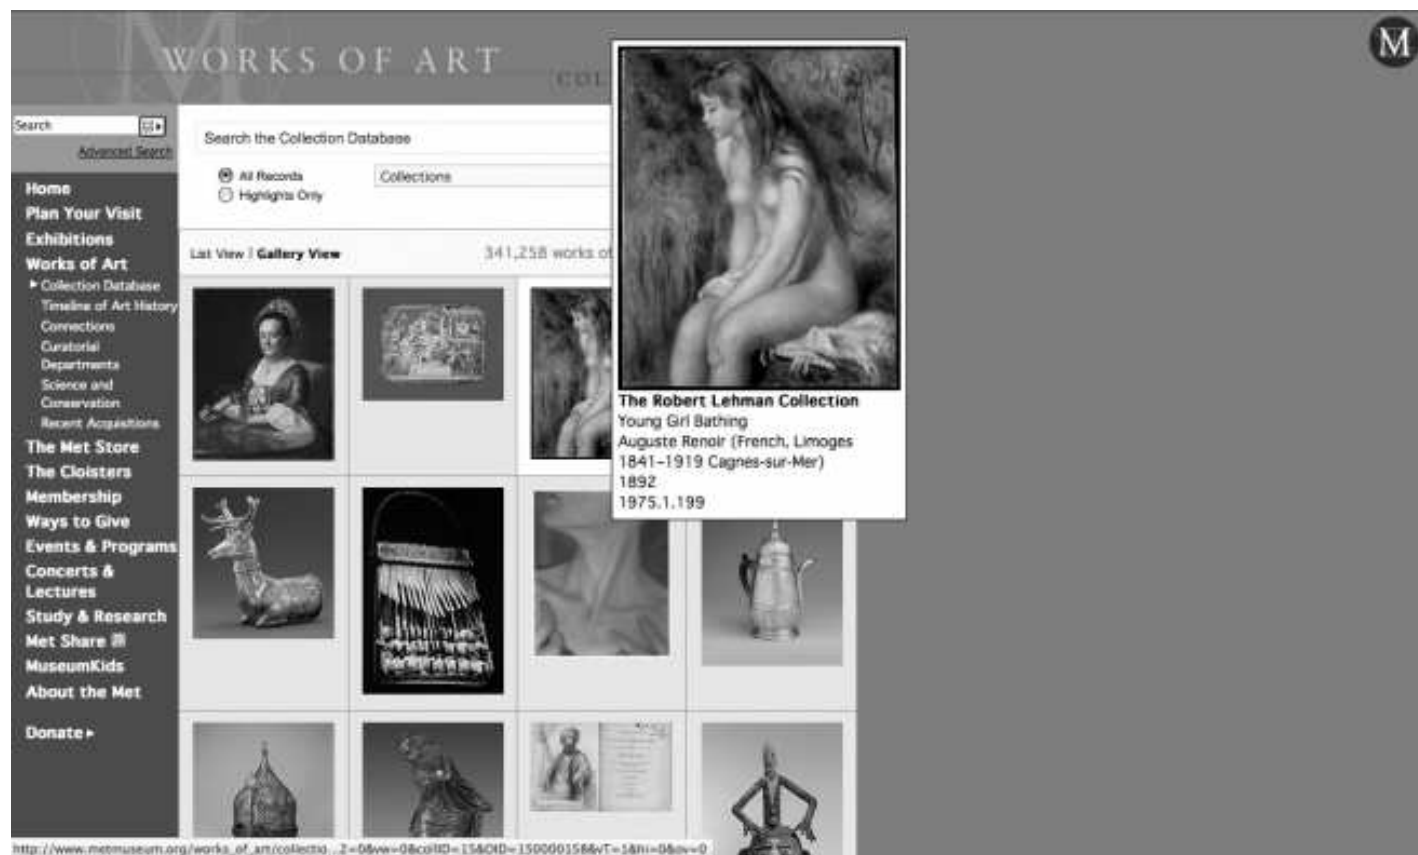 WORKS OF ART
M
Search
Advanced Search
Search the Collection Database
All Records
Highlights Only
Collections
List View | Gallery View
341,258 works of
Home
Plan Your Visit
Exhibitions
Works of Art
Collection Database
Timeline of Art History
Connections
Curatorial
Departments
Science and
Conservation
Recent Acquisitions
The Met Store
The Cloisters
Membership
Ways to Give
Events & Programs
Concerts &
Lectures
Study & Research
Met Share
MuseumKids
About the Met
Donate
The Robert Lehman Collection
Young Girl Bathing
Auguste Renoir (French, Limoges
1841–1919 Cagnes-sur-Mer)
1892
1975.1.199